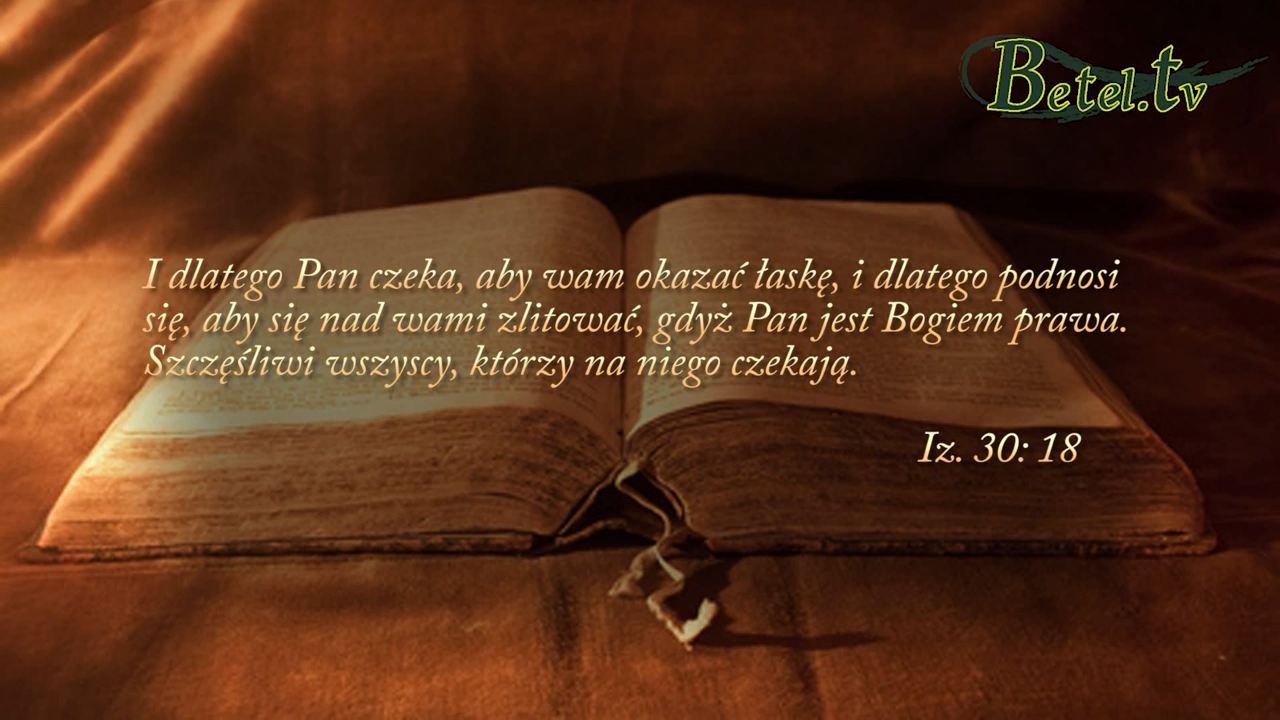 Betel.tv
I dlatego Pan czeka, aby wam okazać łaskę, i dlatego podnosi
się, aby się nad wami zlitować, gdyż Pan jest Bogiem prawa.
Szczęśliwi wszyscy, którzy na niego czekają.
Iz. 30: 18